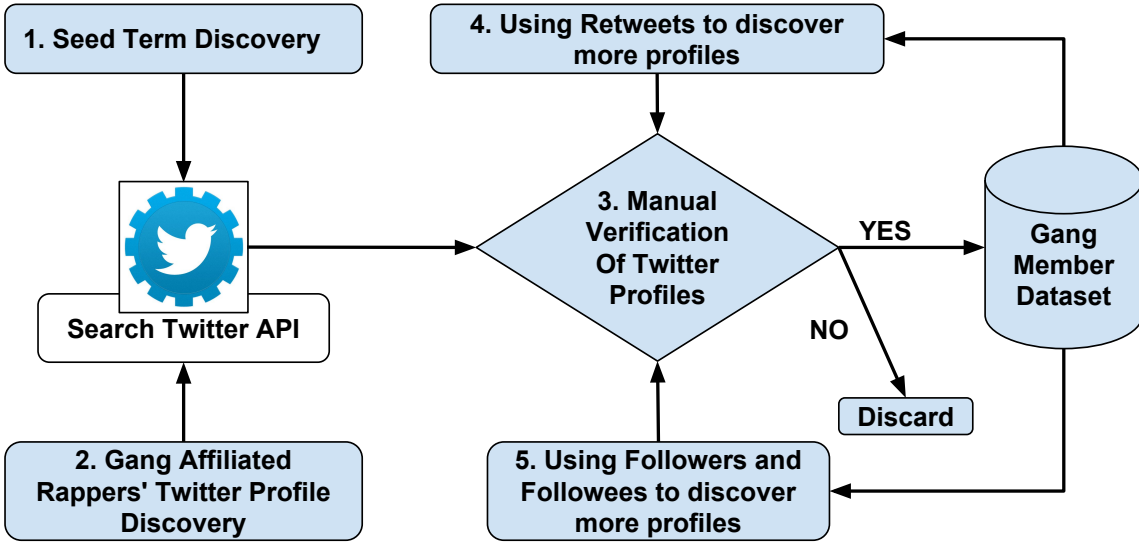 1. Seed Term Discovery
4. Using Retweets to discover
more profiles
3. Manual
Verification
Of Twitter
Profiles
YES
Gang
Member
Dataset
Search Twitter API
NO
Discard
2. Gang Affiliated
Rappers' Twitter Profile
Discovery
5. Using Followers and
Followees to discover
more profiles